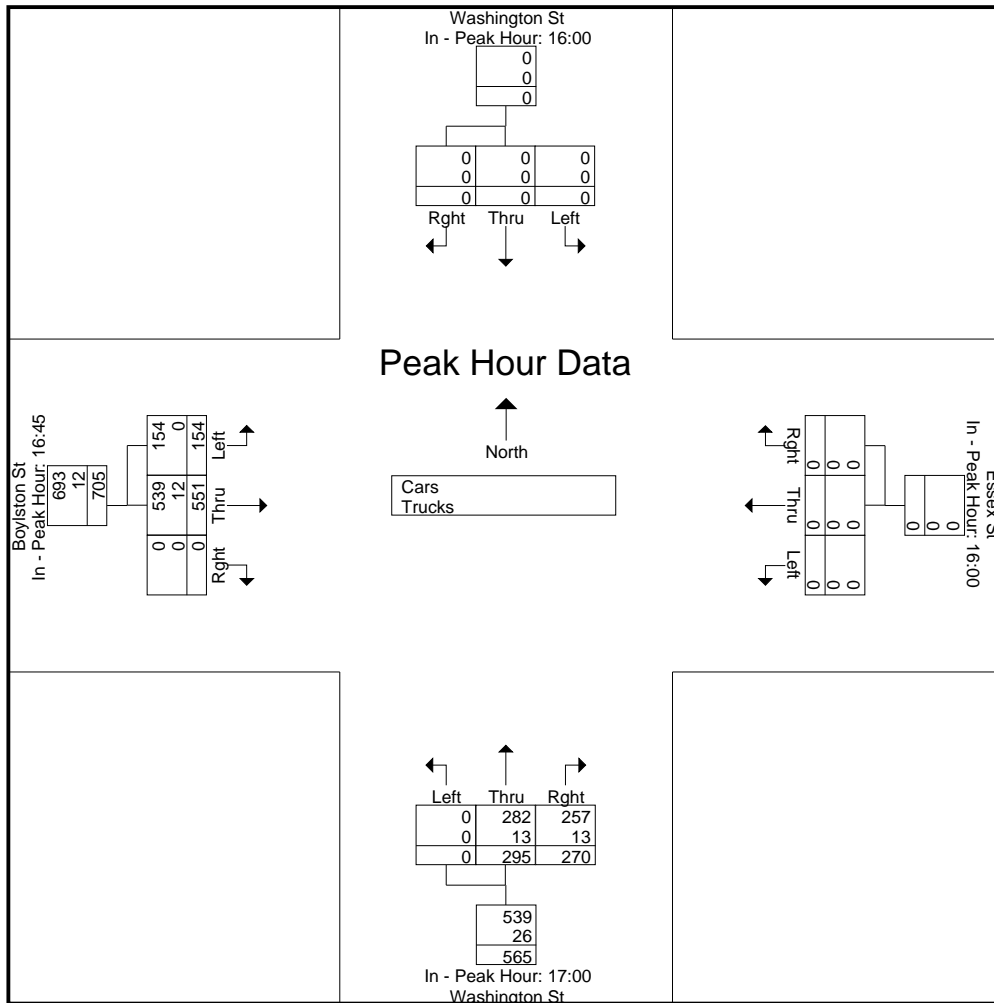 Washington St
In - Peak Hour: 16:00
0
0
0
0 0 0
0 0 0
0 0 0
Rght Thru Left
Peak Hour Data
North
Cars
Trucks
Boylston St
In - Peak Hour: 16:45
693
12
705
154 0 154
Left
539 12 551
Thru
0 0 0
Rght
Rght
0 0 0
Thru
0 0 0
Left
0 0 0
0 0 0
In - Peak Hour: 16:00
Essex St
Left Thru Rght
0 282 257
0 13 13
0 295 270
539
26
565
In - Peak Hour: 17:00
Washington St